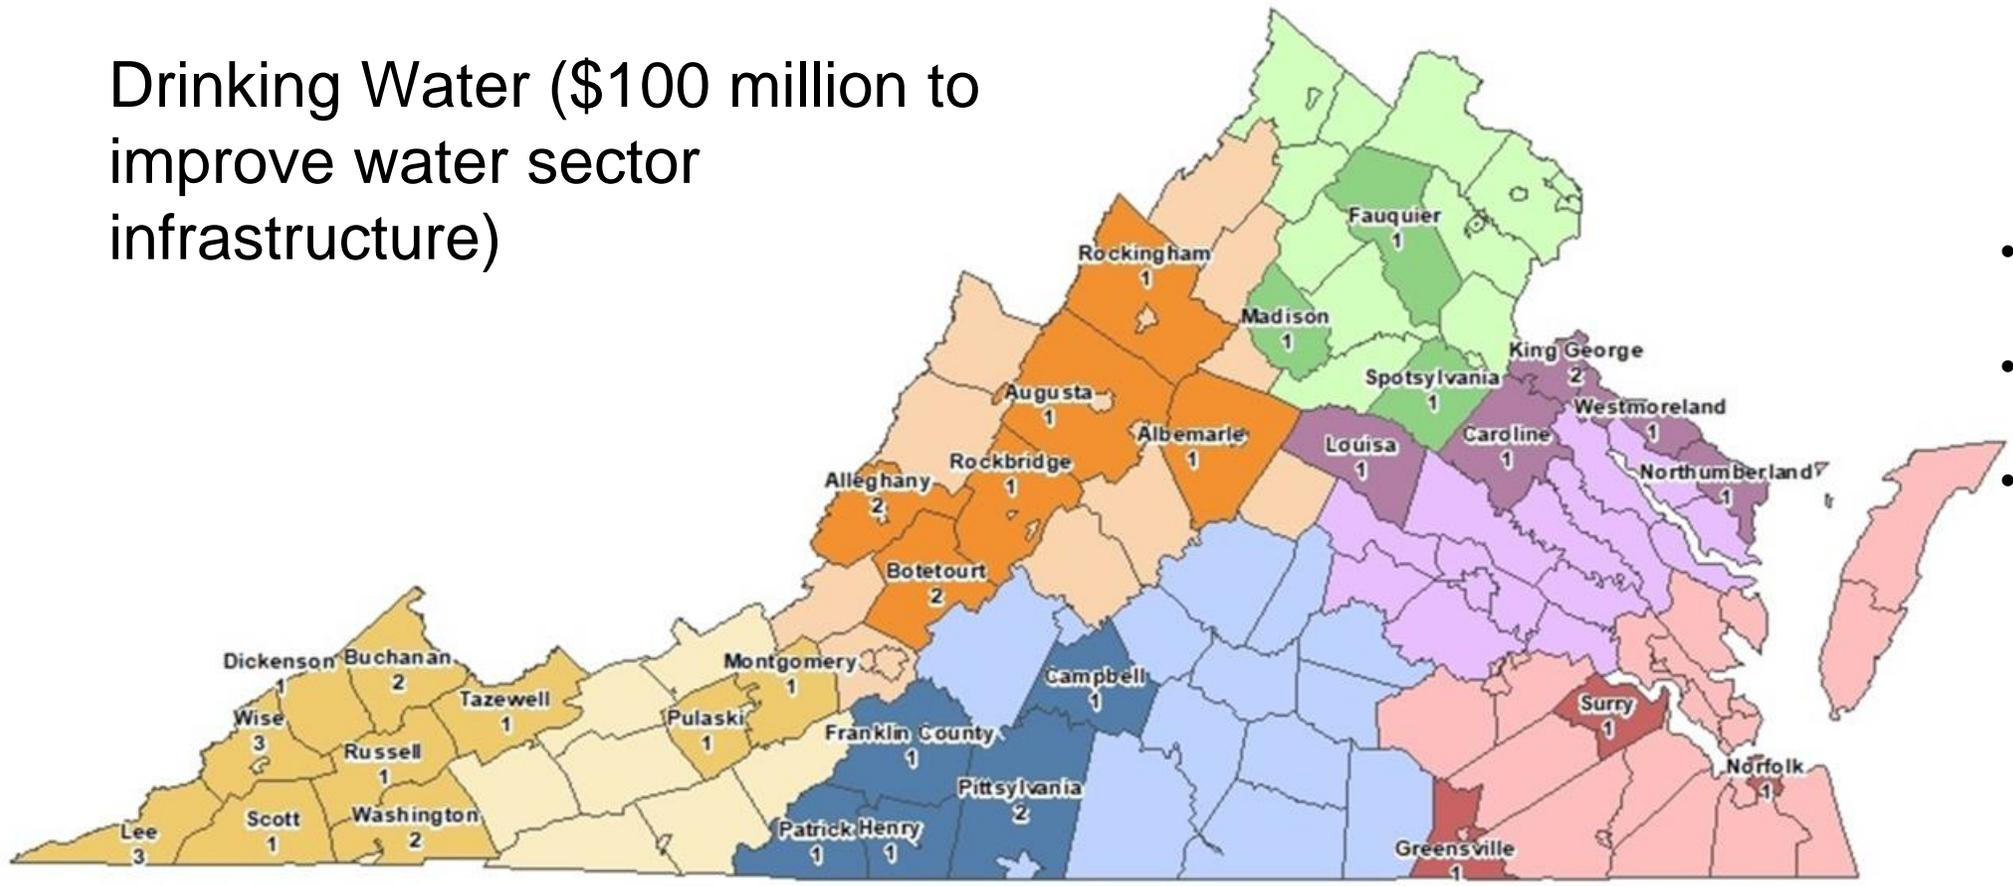 Drinking Water ($100 million to
improve water sector
infrastructure)
Fauquier
1
Rockingham
1
Madison
1
King George
2
Spotsylvania
1
Augusta
1
Westmoreland
1
Albemarle
1
Louisa
1
Caroline
1
Rockbridge
1
Northumberland
1
Alleghany
2
Botetourt
2
Dickenson
1
Buchanan
2
Montgomery
1
Campbell
1
Tazewell
1
Surry
1
Wise
3
Pulaski
1
Franklin County
1
Russell
1
Norfolk
1
Pittsylvania
2
Scott
1
Washington
2
Lee
3
Patrick
1
Henry
1
Greensville
1